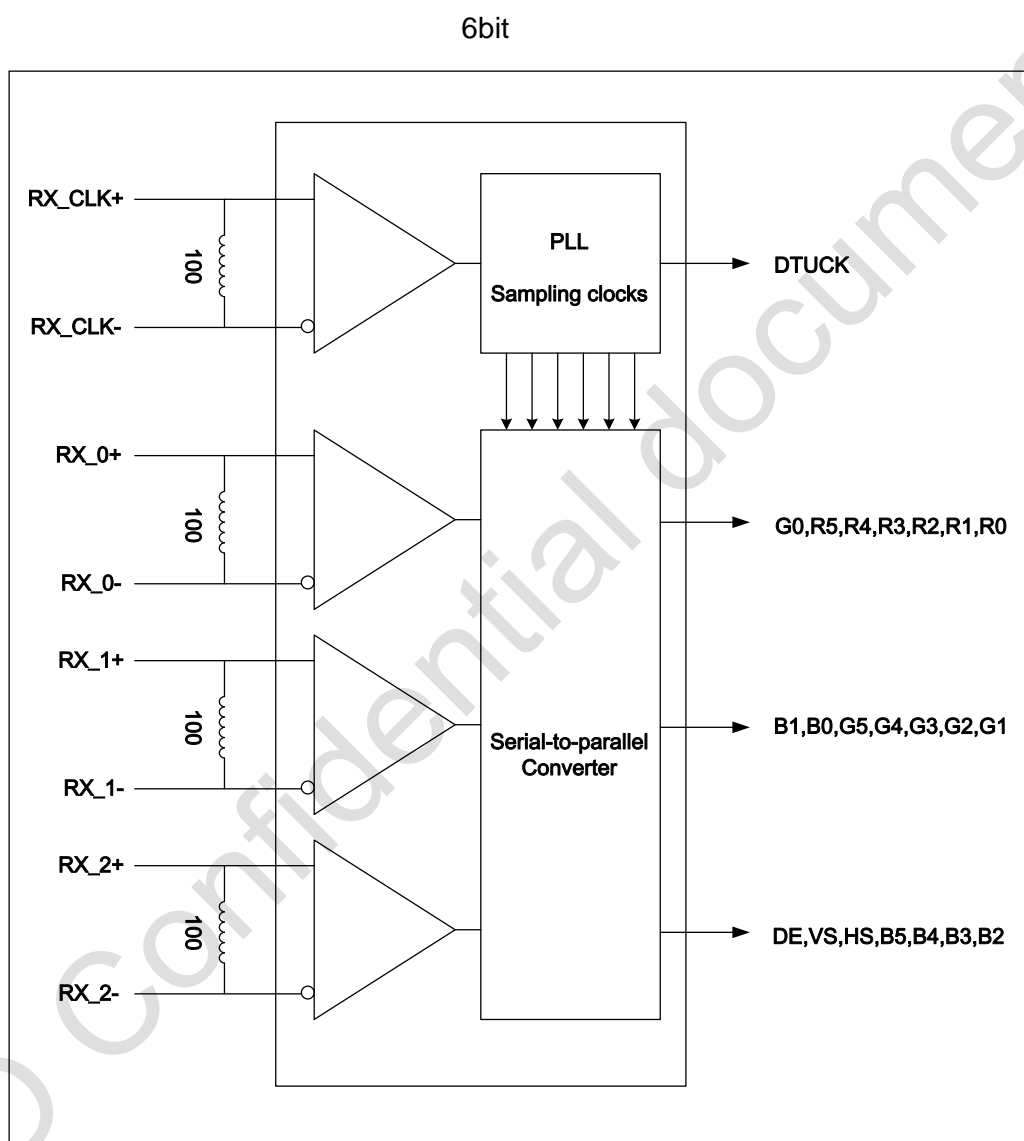 6bit
RX_CLK+
100
RX_CLK-
PLL
Sampling clocks
DTUCK
RX_0+
100
RX_0-
G0,R5,R4,R3,R2,R1,R0
RX_1+
100
RX_1-
Serial-to-parallel
Converter
B1,B0,G5,G4,G3,G2,G1
RX_2+
100
RX_2-
DE,VS,HS,B5,B4,B3,B2
Confidential documen